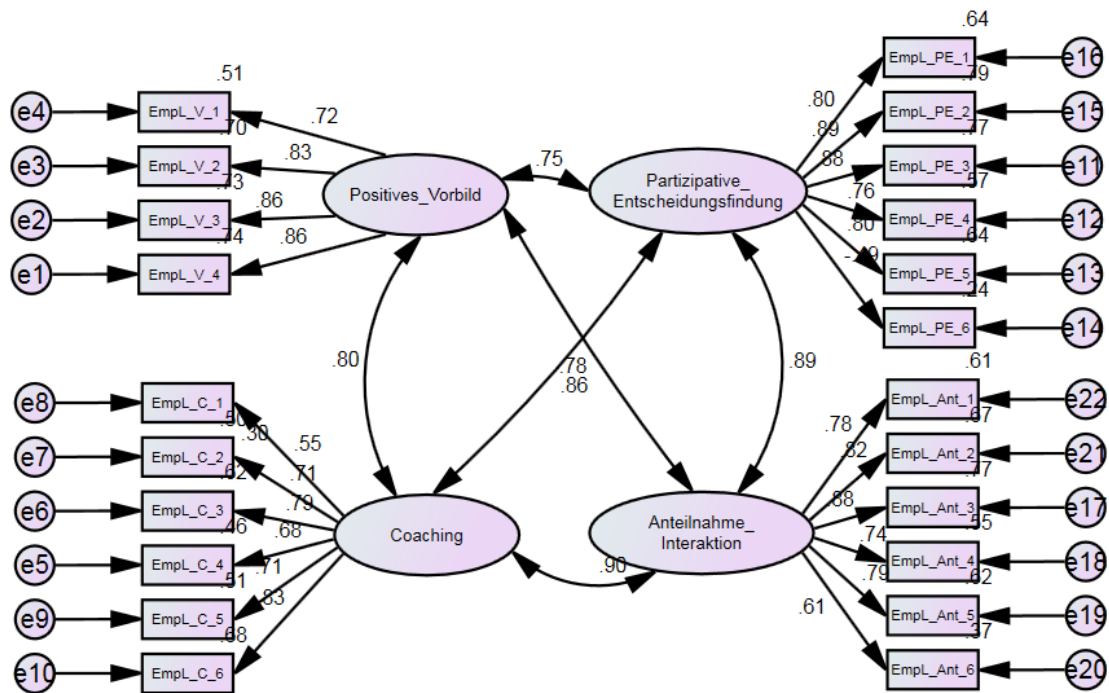 .64
.51
e4 EmpL_V_1 .72
.70
e3 EmpL_V_2 .83
.73
e2 EmpL_V_3 .86
.74
e1 EmpL_V_4 .86
Positives_Vorbild
.75
Partizipative_
Entscheidungsfindung
.80 EmpL_PE_1 e16
.79
.89 EmpL_PE_2 e15
.77
.88 EmpL_PE_3 e11
.57
.76 EmpL_PE_4 e12
.64
.80 EmpL_PE_5 e13
.24
EmpL_PE_6 e14
.80
.78
.86
.89
.61
e8 EmpL_C_1 .55
.30
.50
e7 EmpL_C_2 .71
.62
e6 EmpL_C_3 .79
.46
e5 EmpL_C_4 .68
.51
e9 EmpL_C_5 .71
.68
e10 EmpL_C_6 .83
Coaching
.90
Anteilnahme_
Interaktion
.78 EmpL_Ant_1 e22
.67
.82 EmpL_Ant_2 e21
.77
.88 EmpL_Ant_3 e17
.55
.74 EmpL_Ant_4 e18
.62
.79 EmpL_Ant_5 e19
.37
.61 EmpL_Ant_6 e20